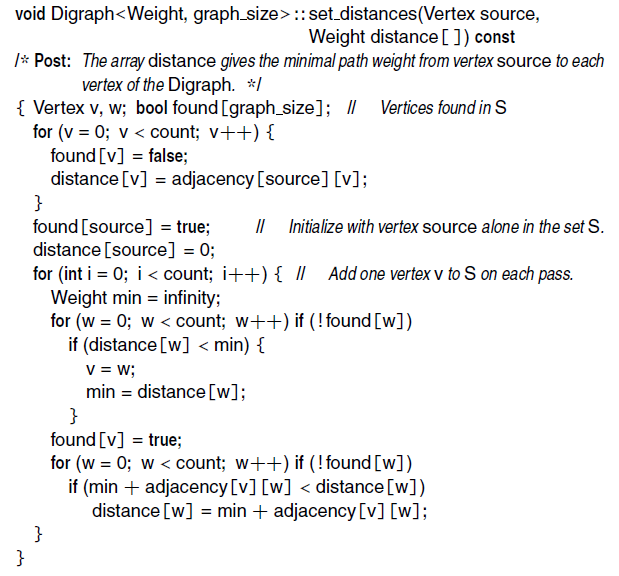 void Digraph<Weight, graph_size> :: set_distances(Vertex source,
Weight distance[ ]) const
/* Post: The array distance gives the minimal path weight from vertex source to each
vertex of the Digraph. */
{ Vertex v, w; bool found[graph_size]; // Vertices found in S
for (v = 0; v < count; v++) {
found[v] = false;
distance[v] = adjacency[source][v];
}
found[source] = true; // Initialize with vertex source alone in the set S.
distance[source] = 0;
for (int i = 0; i < count; i++) { // Add one vertex v to S on each pass.
Weight min = infinity;
for (w = 0; w < count; w++) if (!found[w])
if (distance[w] < min) {
v = w;
min = distance[w];
}
found[v] = true;
for (w = 0; w < count; w++) if (!found[w])
if (min + adjacency[v][w] < distance[w])
distance[w] = min + adjacency[v][w];
}
}